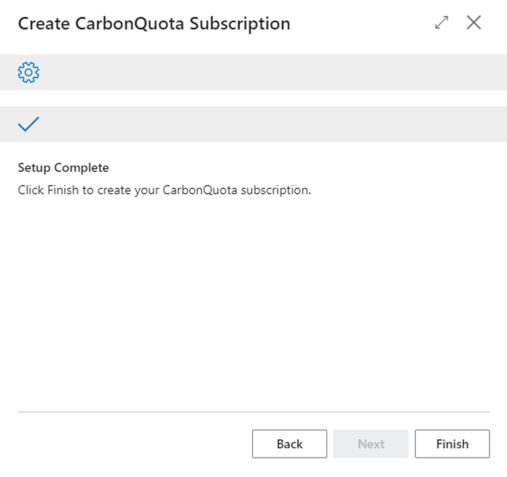 Create CarbonQuota Subscription
Setup Complete
Click Finish to create your CarbonQuota subscription.
Back
Next
Finish